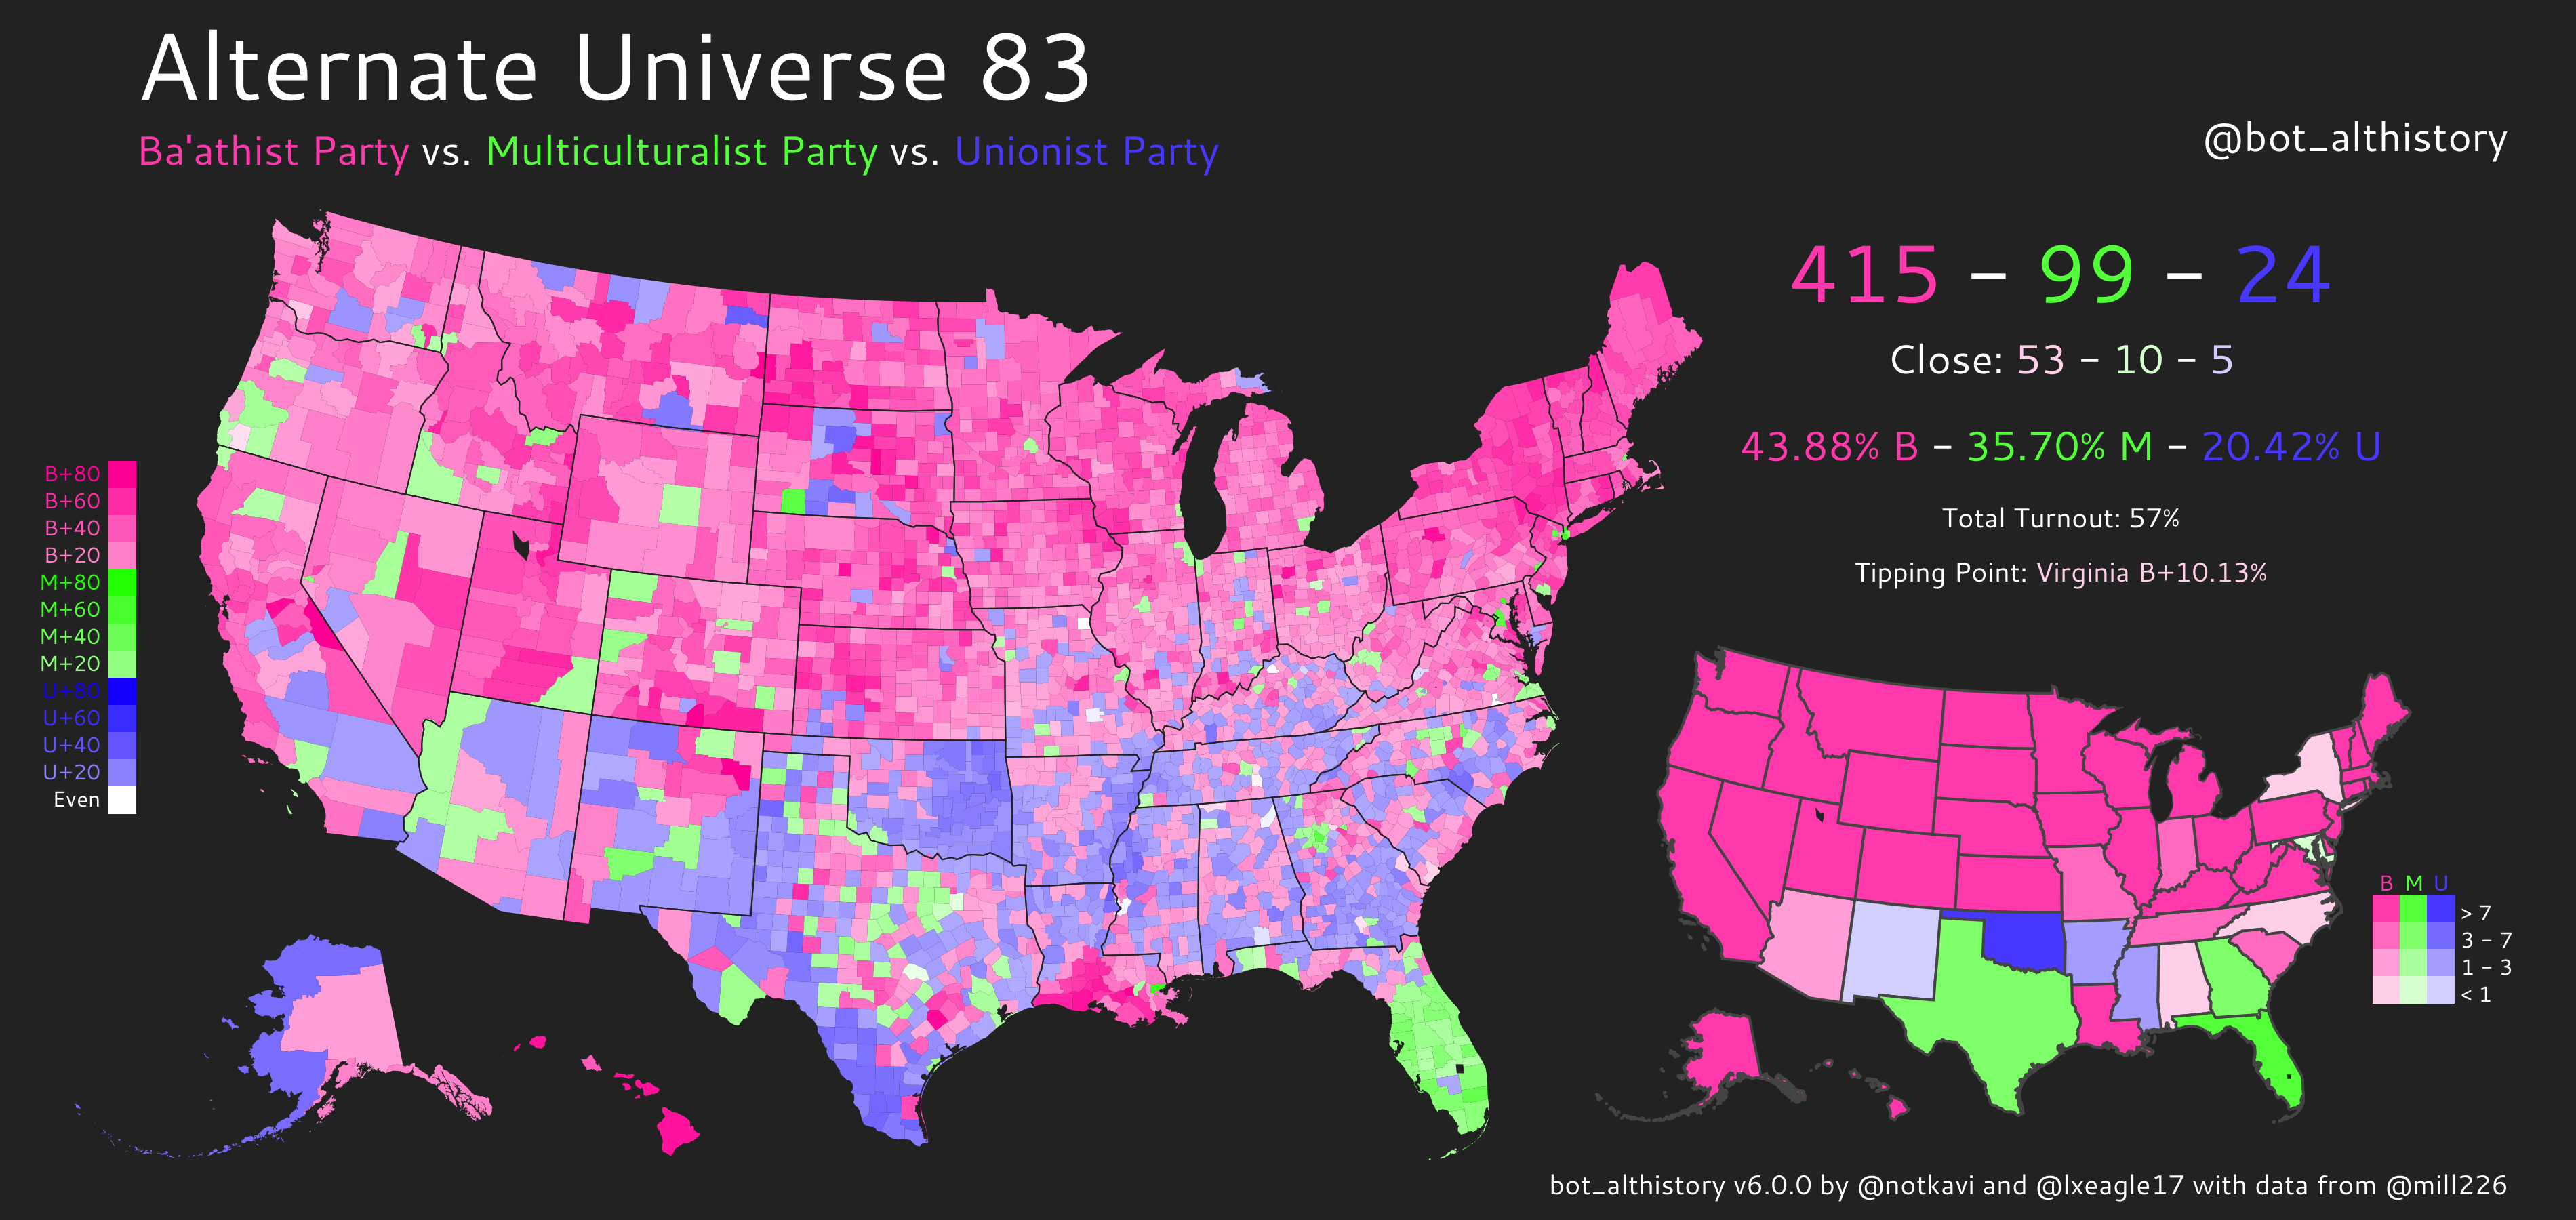 Alternate Universe 83
Ba'athist Party vs. Multiculturalist Party vs. Unionist Party
@bot_althistory
415 – 99 – 24
Close: 53 – 10 – 5
43.88% B – 35.70% M – 20.42% U
Total Turnout: 57%
Tipping Point: Virginia B+10.13%
B+80
B+60
B+40
B+20
M+80
M+60
M+40
M+20
U+80
U+60
U+40
U+20
Even
B M U
> 7
3 – 7
1 – 3
< 1
bot_althistory v6.0.0 by @notkavi and @lxeagle17 with data from @mill226